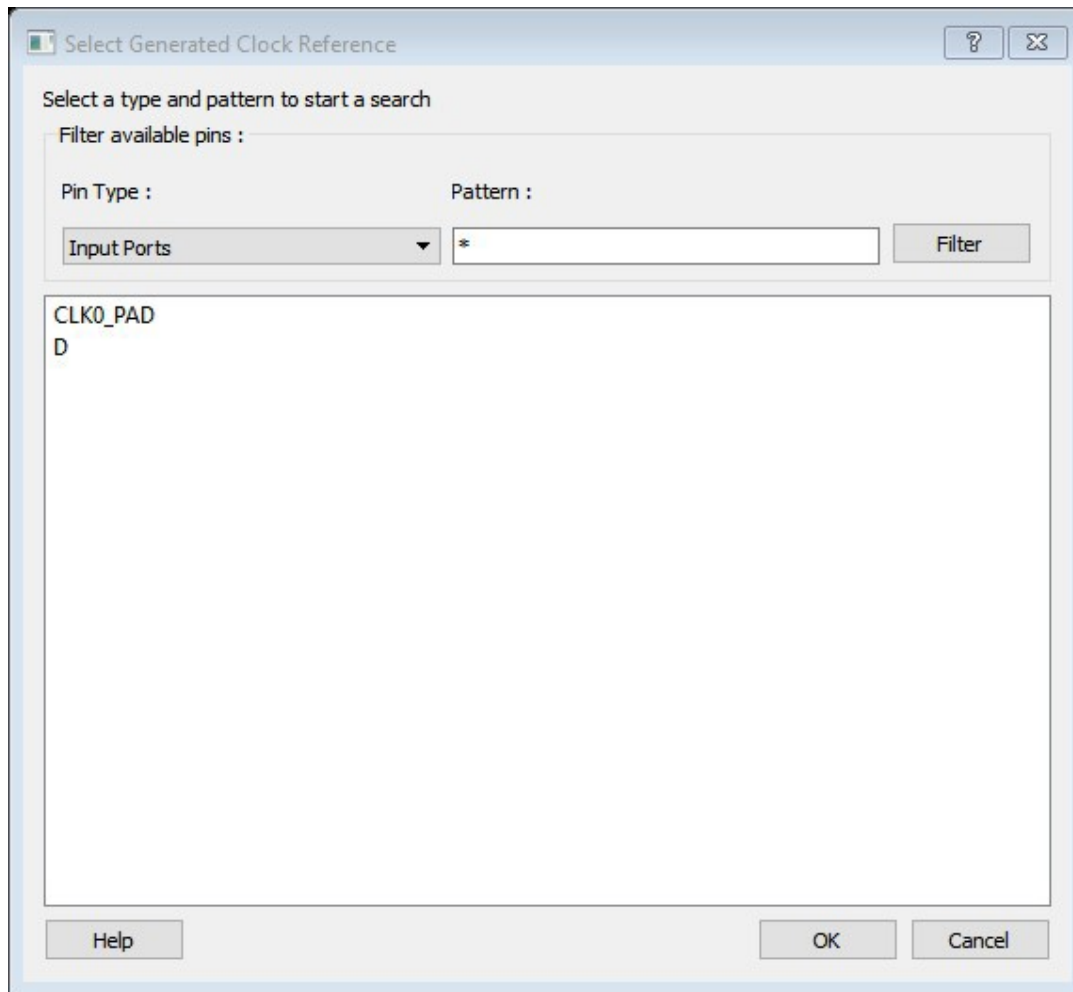 Select Generated Clock Reference
Select a type and pattern to start a search
Filter available pins :
Pin Type : Pattern :
Input Ports * Filter
CLK0_PAD
D
Help OK Cancel